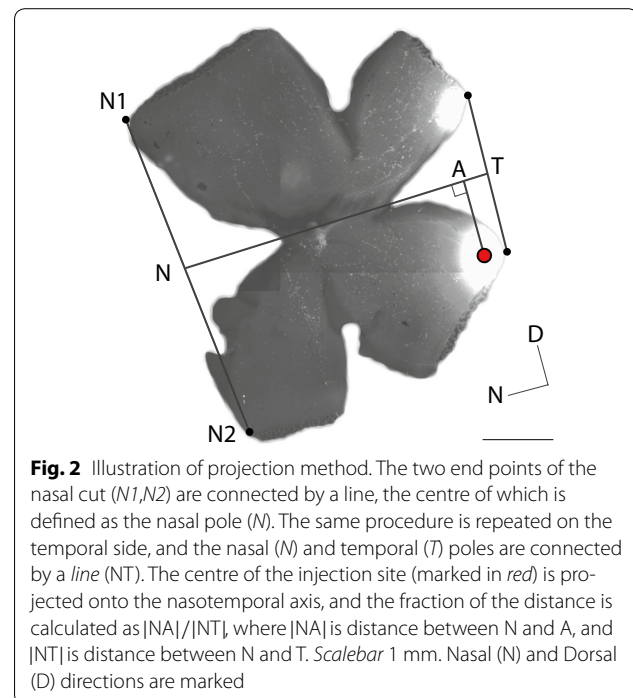 N1
A
T
N
D
N
N2
Fig. 2 Illustration of projection method. The two end points of the
nasal cut (N1,N2) are connected by a line, the centre of which is
defined as the nasal pole (N). The same procedure is repeated on the
temporal side, and the nasal (N) and temporal (T) poles are connected
by a line (NT). The centre of the injection site (marked in red) is pro-
jected onto the nasotemporal axis, and the fraction of the distance is
calculated as |NA|/|NT|, where |NA| is distance between N and A, and
|NT| is distance between N and T. Scalebar 1 mm. Nasal (N) and Dorsal
(D) directions are marked